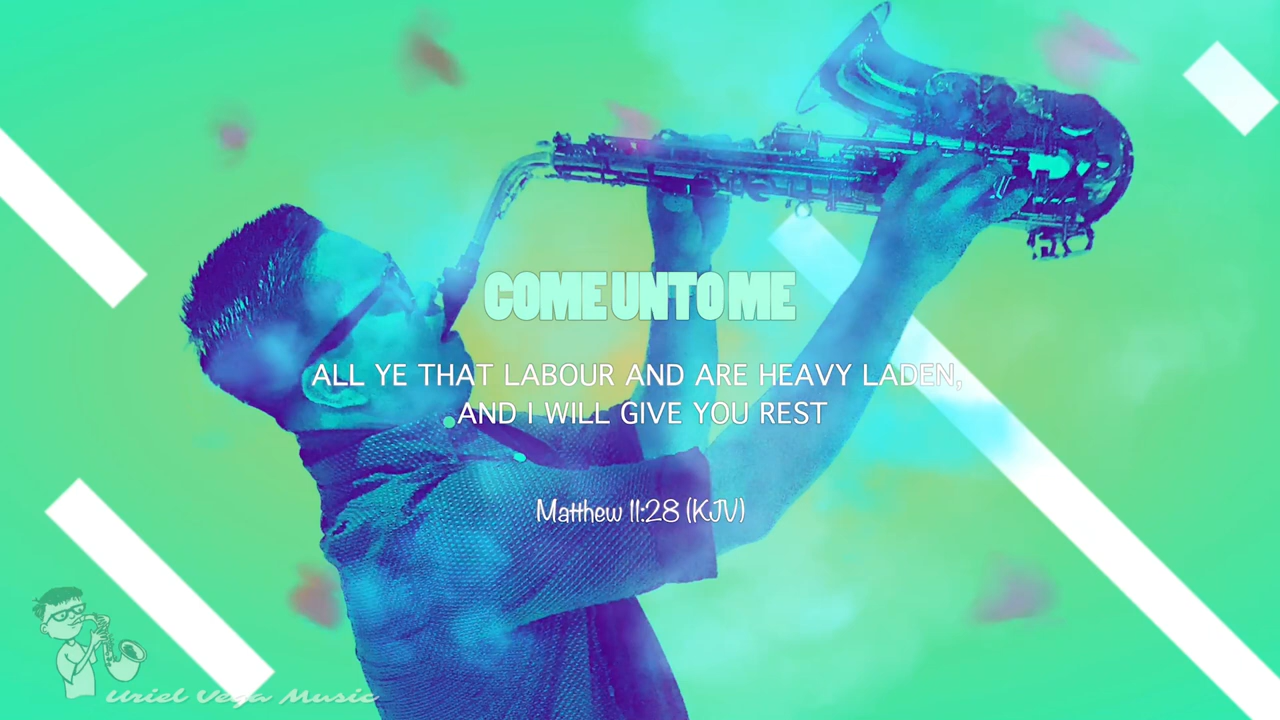 COME UNTO ME
ALL YE THAT LABOUR AND ARE HEAVY LADEN,
AND I WILL GIVE YOU REST
Matthew 11:28 (KJV)
Uriel Vega Music